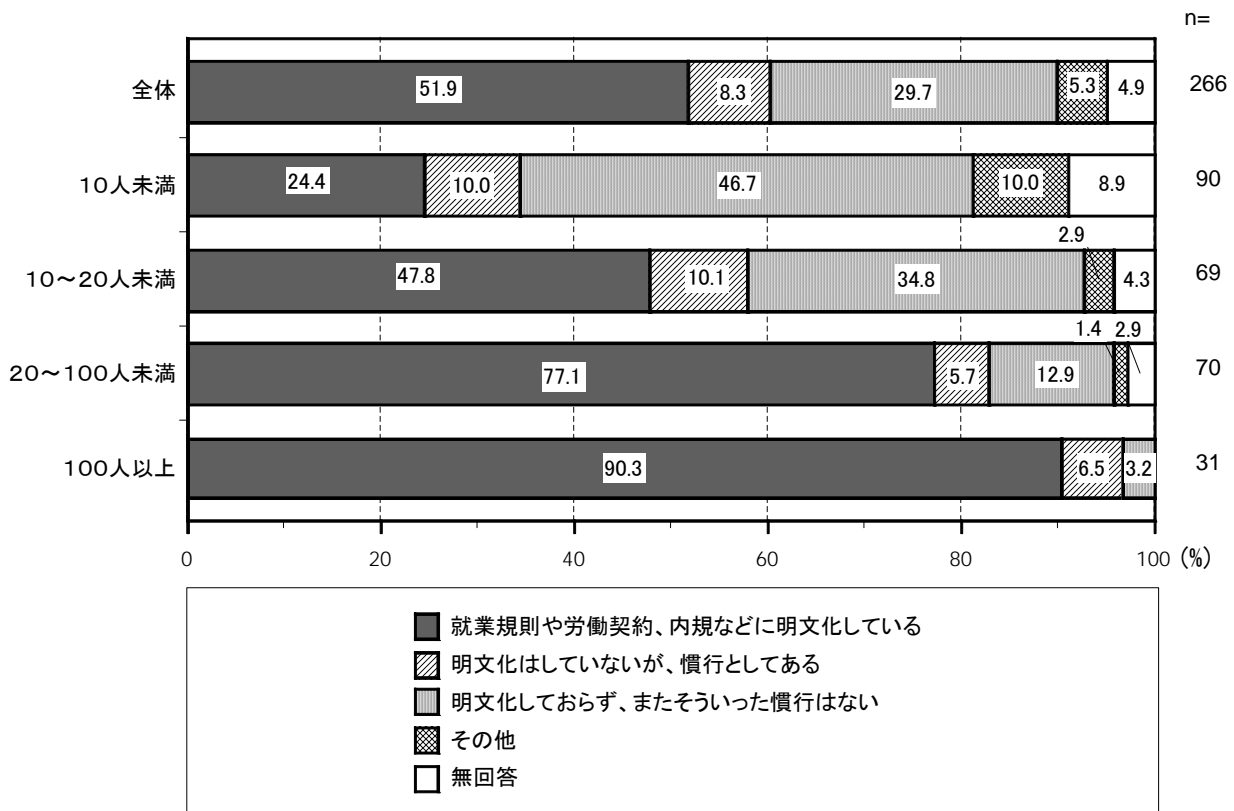 n=
全体 51.9 8.3 29.7 5.3 4.9 266
10人未満 24.4 10.0 46.7 10.0 8.9 90
2.9
10～20人未満 47.8 10.1 34.8 4.3 69
1.4 2.9
20～100人未満 77.1 5.7 12.9 70
100人以上 90.3 6.5 3.2 31
0 20 40 60 80 100 (%)
就業規則や労働契約、内規などに明文化している
明文化はしていないが、慣行としてある
明文化しておらず、またそういった慣行はない
その他
無回答